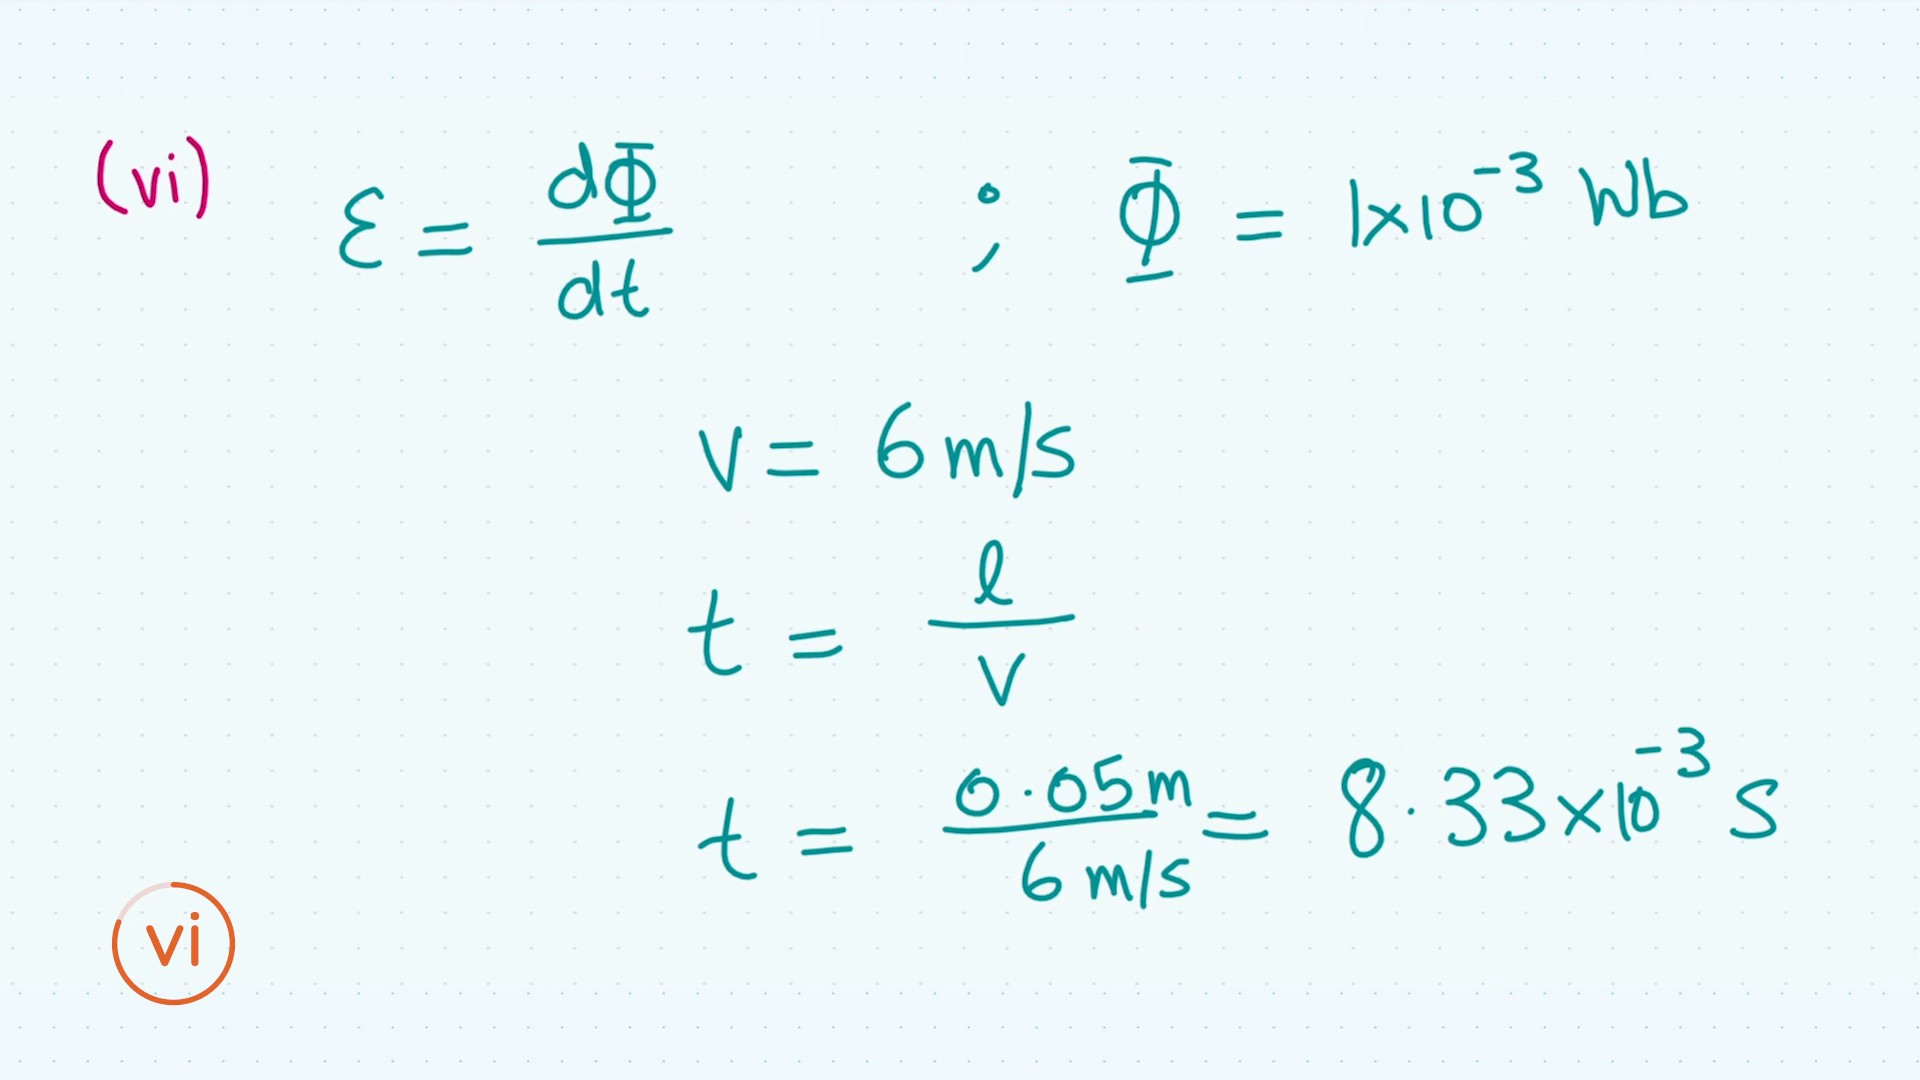 (vi) ε = dΦ/dt ; Φ = 1×10⁻³ Wb
v = 6 m/s
t = l/v
t = 0.05m/6 m/s = 8.33×10⁻³ s
vi